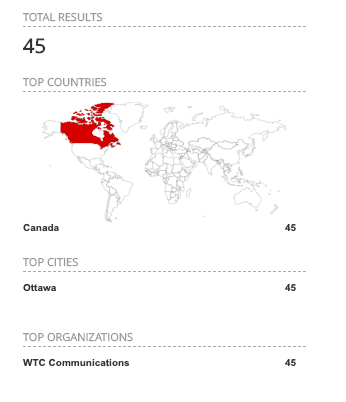 TOTAL RESULTS
45
TOP COUNTRIES
Canada 45
TOP CITIES
Ottawa 45
TOP ORGANIZATIONS
WTC Communications 45